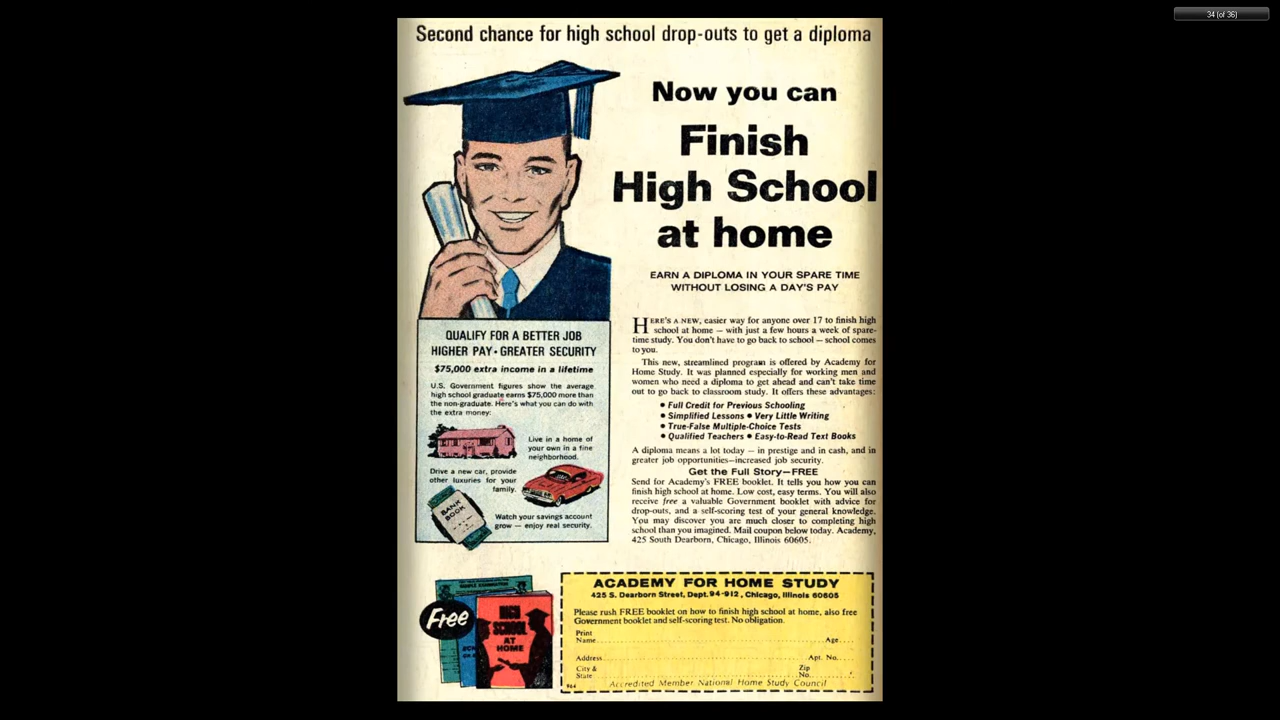 34 (of 36)
Second chance for high school drop-outs to get a diploma
Now you can
Finish
High School
at home
EARN A DIPLOMA IN YOUR SPARE TIME
WITHOUT LOSING A DAY'S PAY
HERE'S A NEW, easier way for anyone over 17 to finish high
school at home — with just a few hours a week of spare-
time study. You don't have to go back to school — school comes
to you.
This new, streamlined program is offered by Academy for
Home Study. It was planned especially for working men and
women who need a diploma to get ahead and can't take time
out to go back to classroom study. It offers these advantages:
● Full Credit for Previous Schooling
● Simplified Lessons ● Very Little Writing
● True-False Multiple-Choice Tests
● Qualified Teachers ● Easy-to-Read Text Books
A diploma means a lot today — in prestige and in cash, and in
greater job opportunities—increased job security.
Get the Full Story—FREE
Send for Academy's FREE booklet. It tells you how you can
finish high school at home. Low cost, easy terms. You will also
receive free a valuable Government booklet with advice for
drop-outs, and a self-scoring test of your general knowledge.
You may discover you are much closer to completing high
school than you imagined. Mail coupon below today. Academy,
425 South Dearborn, Chicago, Illinois 60605.
QUALIFY FOR A BETTER JOB
HIGHER PAY • GREATER SECURITY
$75,000 extra income in a lifetime
U.S. Government figures show the average
high school graduate earns $75,000 more than
the non-graduate. Here's what you can do with
the extra money:
Live in a home of
your own in a fine
neighborhood.
Drive a new car, provide
other luxuries for your
family.
BANK
BOOK
Watch your savings account
grow — enjoy real security.
Free
HIGH
SCHOOL
AT
HOME
ACADEMY FOR HOME STUDY
425 S. Dearborn Street, Dept. 94-912, Chicago, Illinois 60605
Please rush FREE booklet on how to finish high school at home, also free
Government booklet and self-scoring test. No obligation.
Print
Name Age
Address Apt. No.
City & Zip
State No.
Accredited Member National Home Study Council